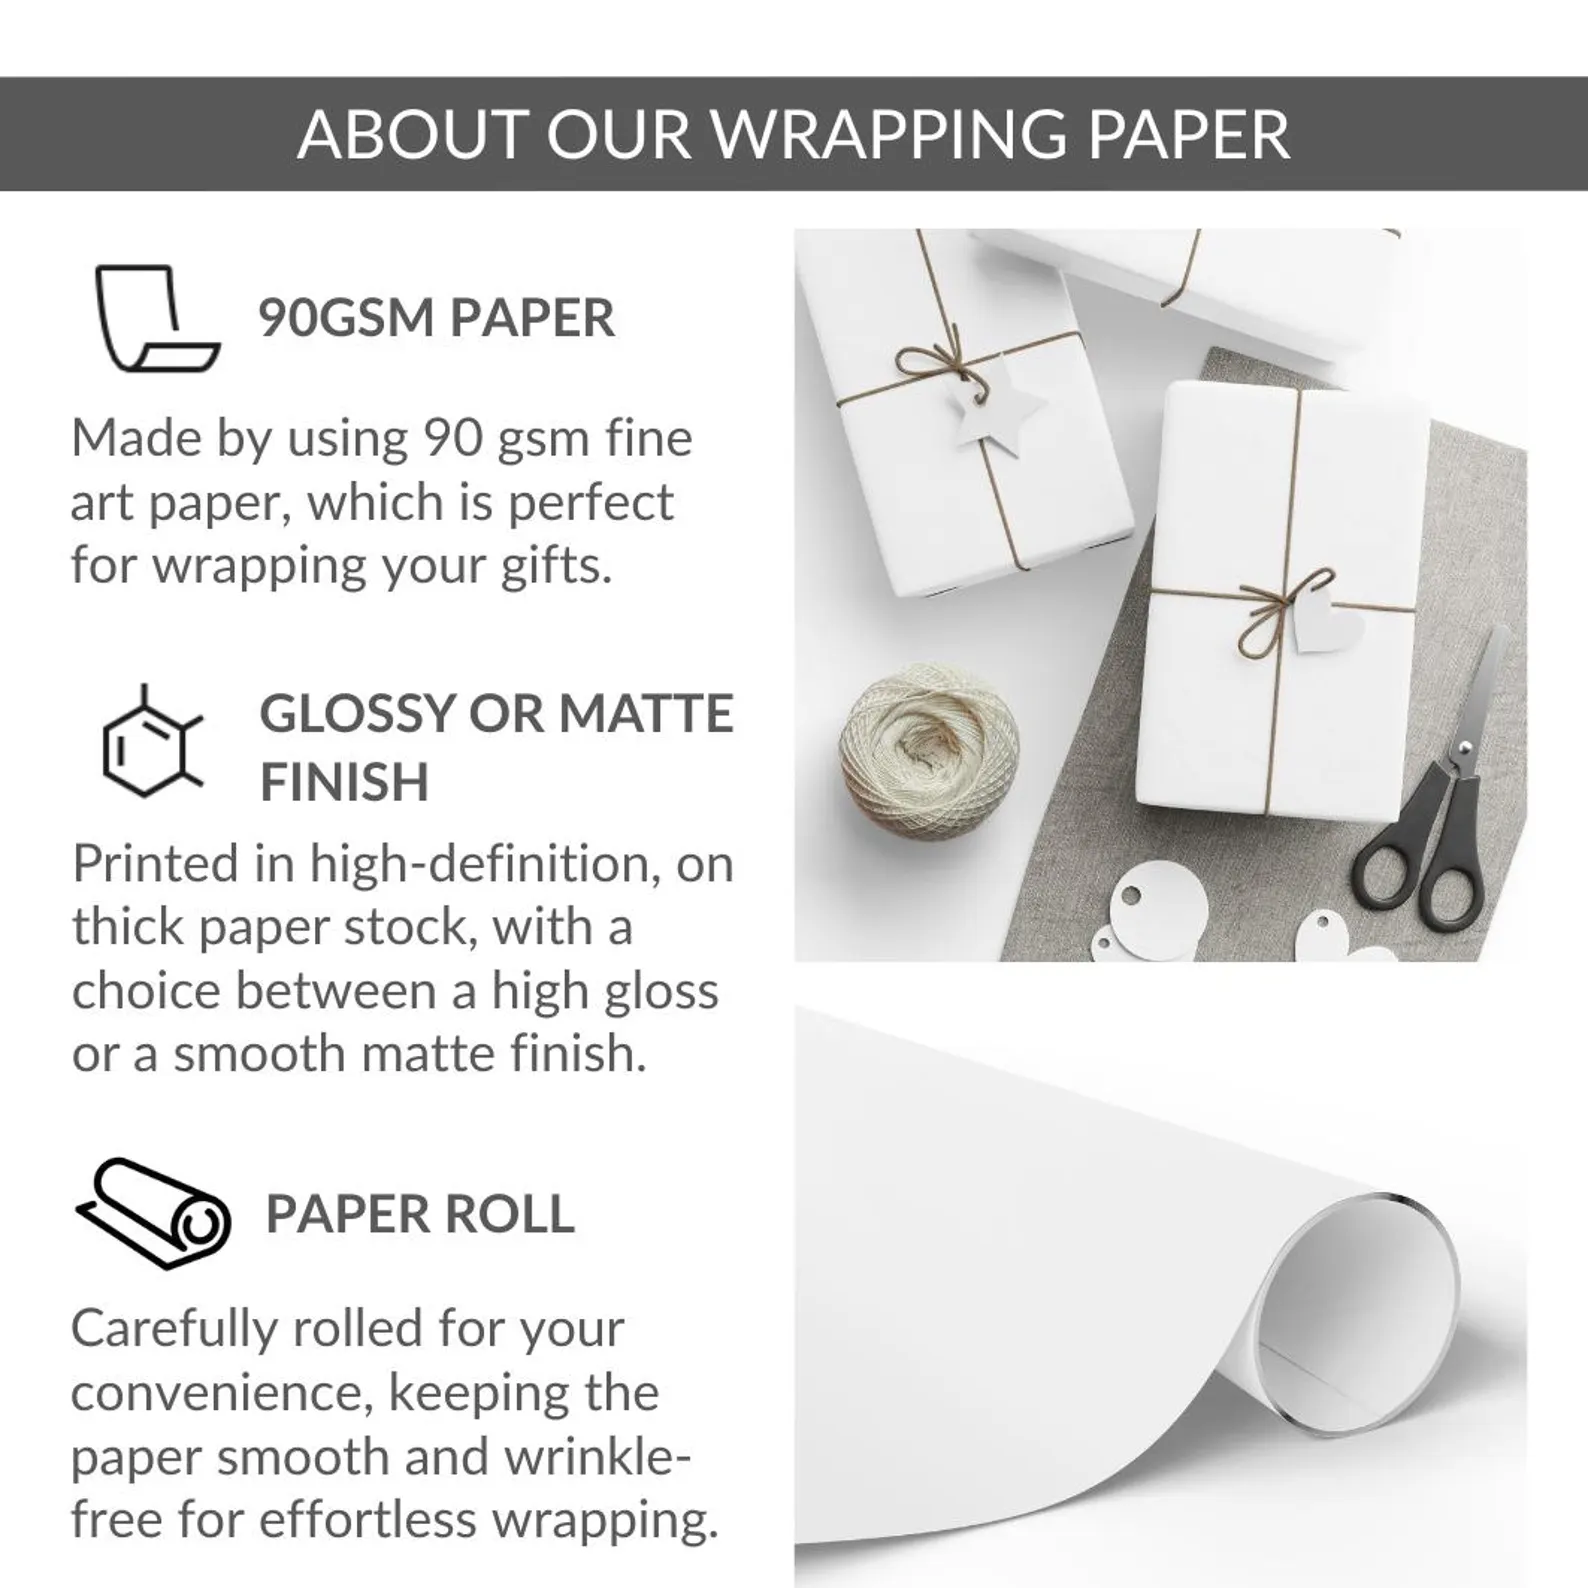 ABOUT OUR WRAPPING PAPER
90GSM PAPER
Made by using 90 gsm fine
art paper, which is perfect
for wrapping your gifts.
GLOSSY OR MATTE
FINISH
Printed in high-definition, on
thick paper stock, with a
choice between a high gloss
or a smooth matte finish.
PAPER ROLL
Carefully rolled for your
convenience, keeping the
paper smooth and wrinkle-
free for effortless wrapping.